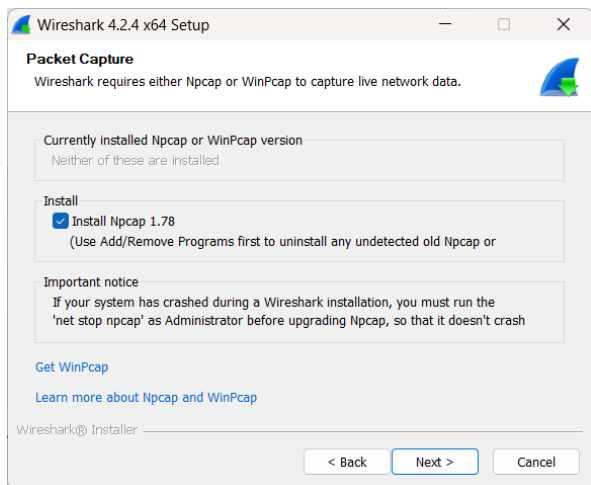 Wireshark 4.2.4 x64 Setup
Packet Capture
Wireshark requires either Npcap or WinPcap to capture live network data.
Currently installed Npcap or WinPcap version
Neither of these are installed
Install
Install Npcap 1.78
(Use Add/Remove Programs first to uninstall any undetected old Npcap or
Important notice
If your system has crashed during a Wireshark installation, you must run the
'net stop npcap' as Administrator before upgrading Npcap, so that it doesn't crash
Get WinPcap
Learn more about Npcap and WinPcap
Wireshark® Installer
< Back Next > Cancel